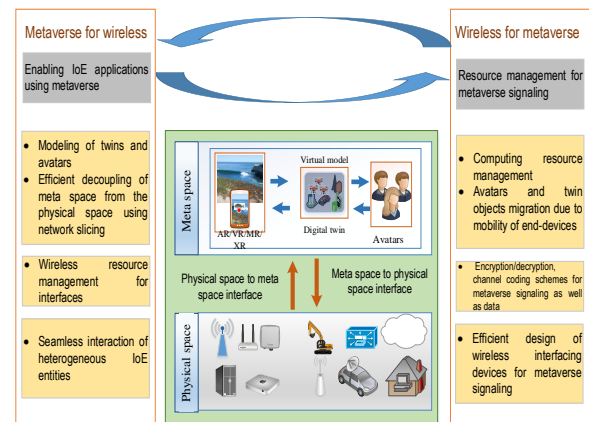 Metaverse for wireless
Enabling IoE applications
using metaverse
• Modeling of twins and
avatars
• Efficient decoupling of
meta space from the
physical space using
network slicing
• Wireless resource
management for
interfaces
• Seamless interaction of
heterogeneous IoE
entities
Meta space
AR/VR/MR/
XR
Virtual model
Digital twin
Avatars
Physical space to meta
space interface
Meta space to physical
space interface
Physical space
Wireless for metaverse
Resource management for
metaverse signaling
• Computing resource
management
• Avatars and twin
objects migration due to
mobility of end-devices
• Encryption/decryption,
channel coding schemes for
metaverse signaling as well
as data
• Efficient design of
wireless interfacing
devices for metaverse
signaling